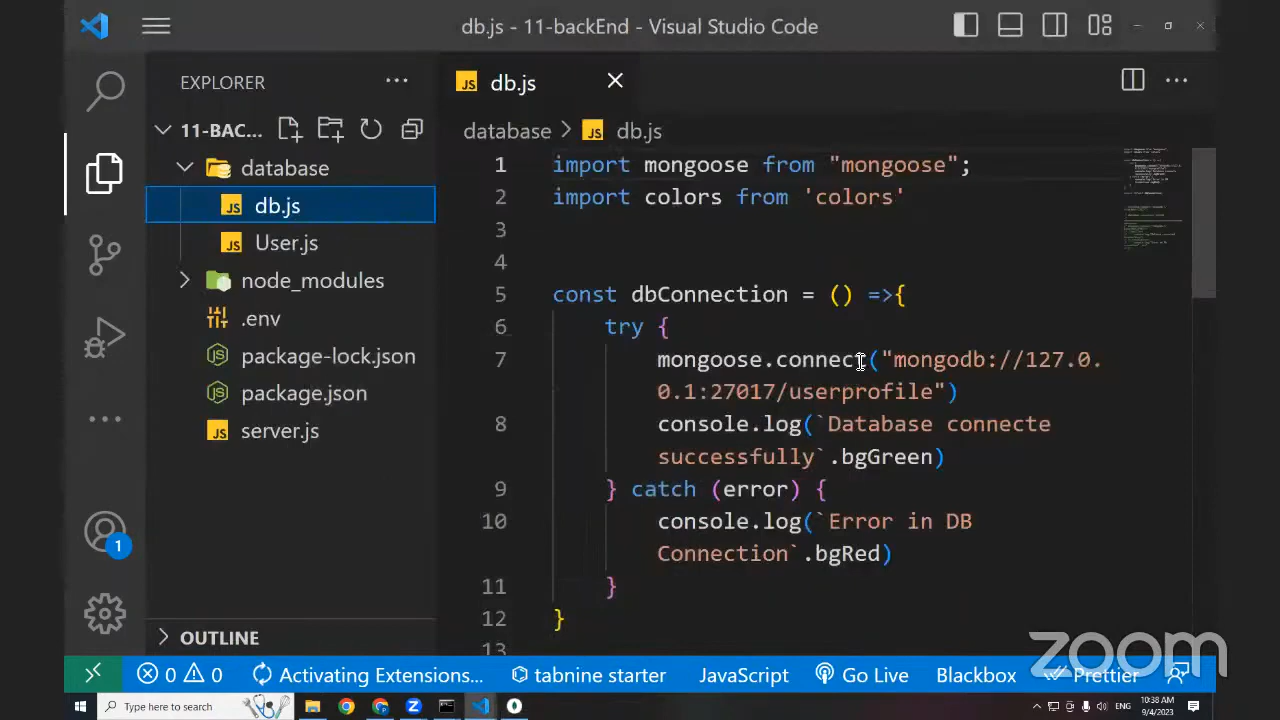 db.js - 11-backEnd - Visual Studio Code
EXPLORER
11-BAC...
database
db.js
User.js
node_modules
.env
package-lock.json
package.json
server.js
OUTLINE
db.js
database > db.js
1 import mongoose from "mongoose";
2 import colors from 'colors'
3
4
5 const dbConnection = () =>{
6 try {
7 mongoose.connect("mongodb://127.0.
0.1:27017/userprofile")
8 console.log(`Database connecte
successfully`.bgGreen)
9 } catch (error) {
10 console.log(`Error in DB
Connection`.bgRed)
11 }
12 }
13
zoom
1
0 0 Activating Extensions... tabnine starter JavaScript Go Live Blackbox Prettier
Type here to search
10:38 AM
9/4/2023